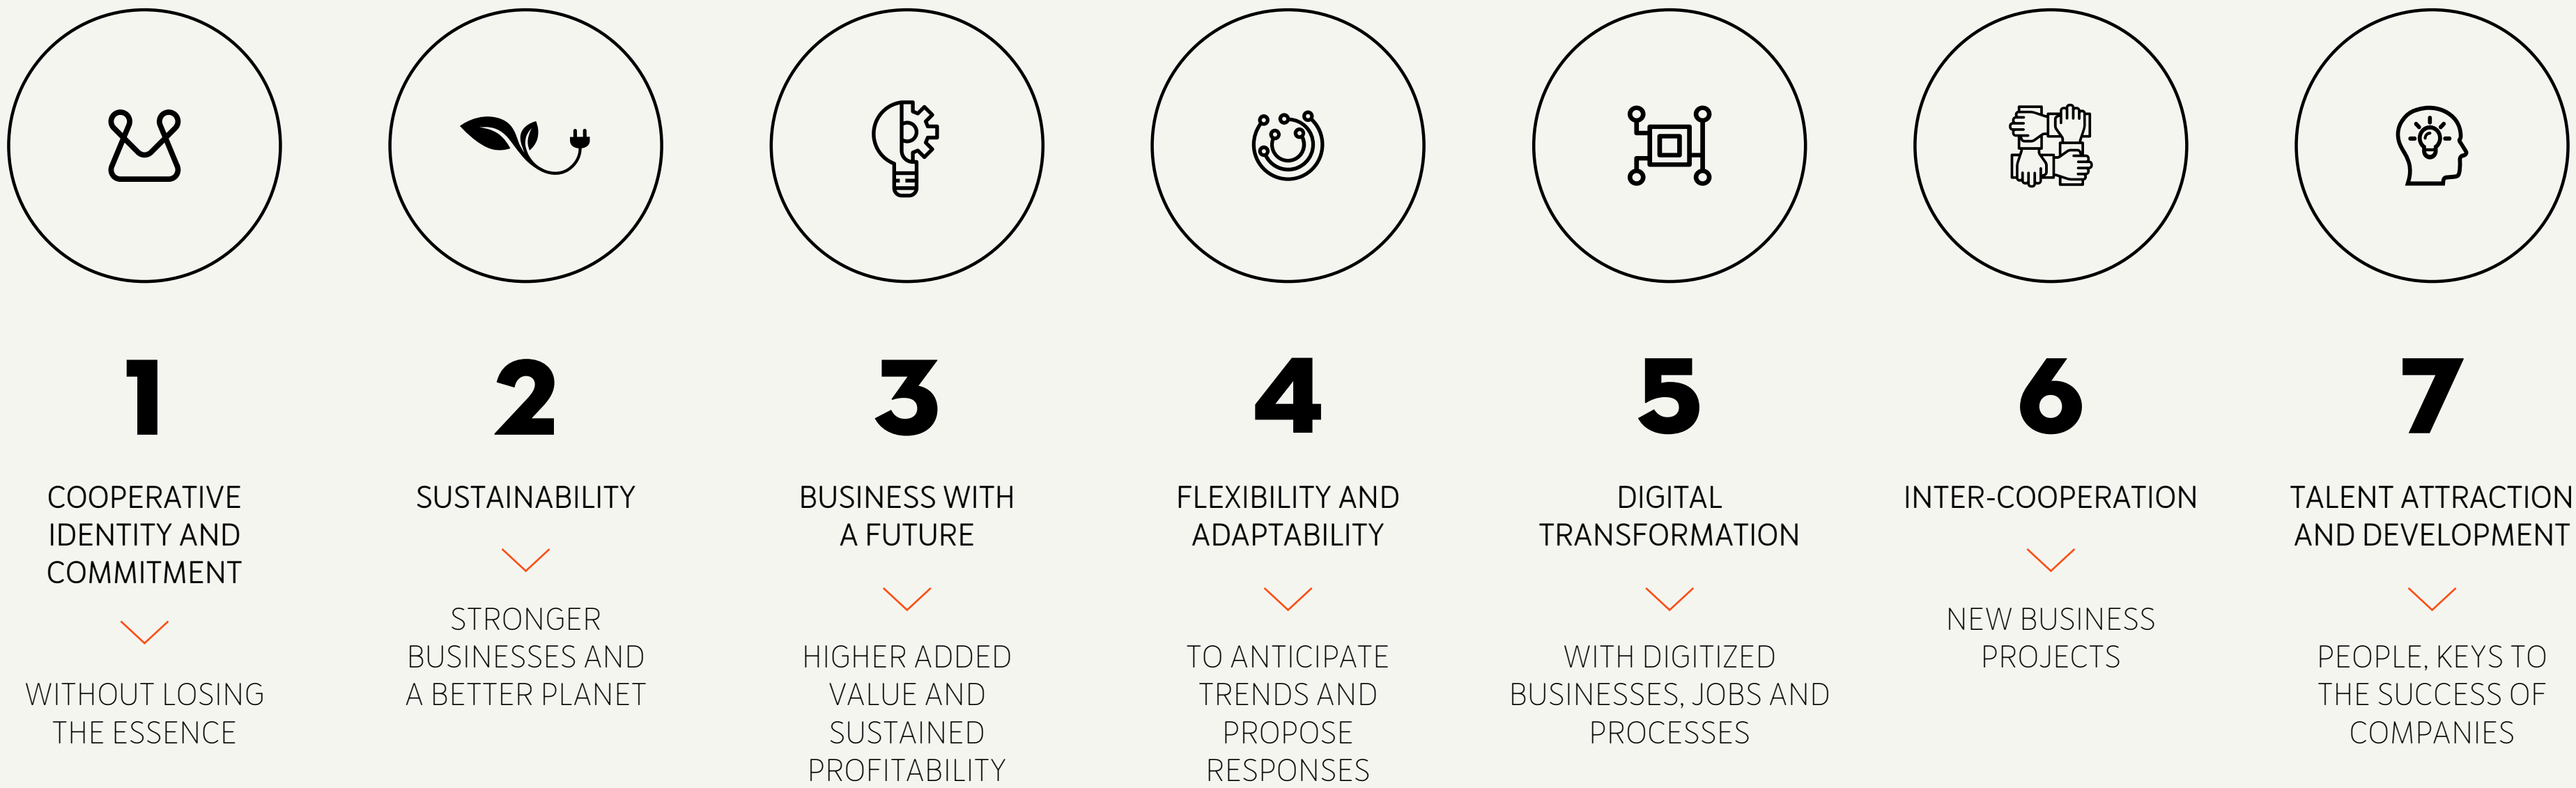 1
COOPERATIVE
IDENTITY AND
COMMITMENT
WITHOUT LOSING
THE ESSENCE
2
SUSTAINABILITY
STRONGER
BUSINESSES AND
A BETTER PLANET
3
BUSINESS WITH
A FUTURE
HIGHER ADDED
VALUE AND
SUSTAINED
PROFITABILITY
4
FLEXIBILITY AND
ADAPTABILITY
TO ANTICIPATE
TRENDS AND
PROPOSE
RESPONSES
5
DIGITAL
TRANSFORMATION
WITH DIGITIZED
BUSINESSES, JOBS AND
PROCESSES
6
INTER-COOPERATION
NEW BUSINESS
PROJECTS
7
TALENT ATTRACTION
AND DEVELOPMENT
PEOPLE, KEYS TO
THE SUCCESS OF
COMPANIES